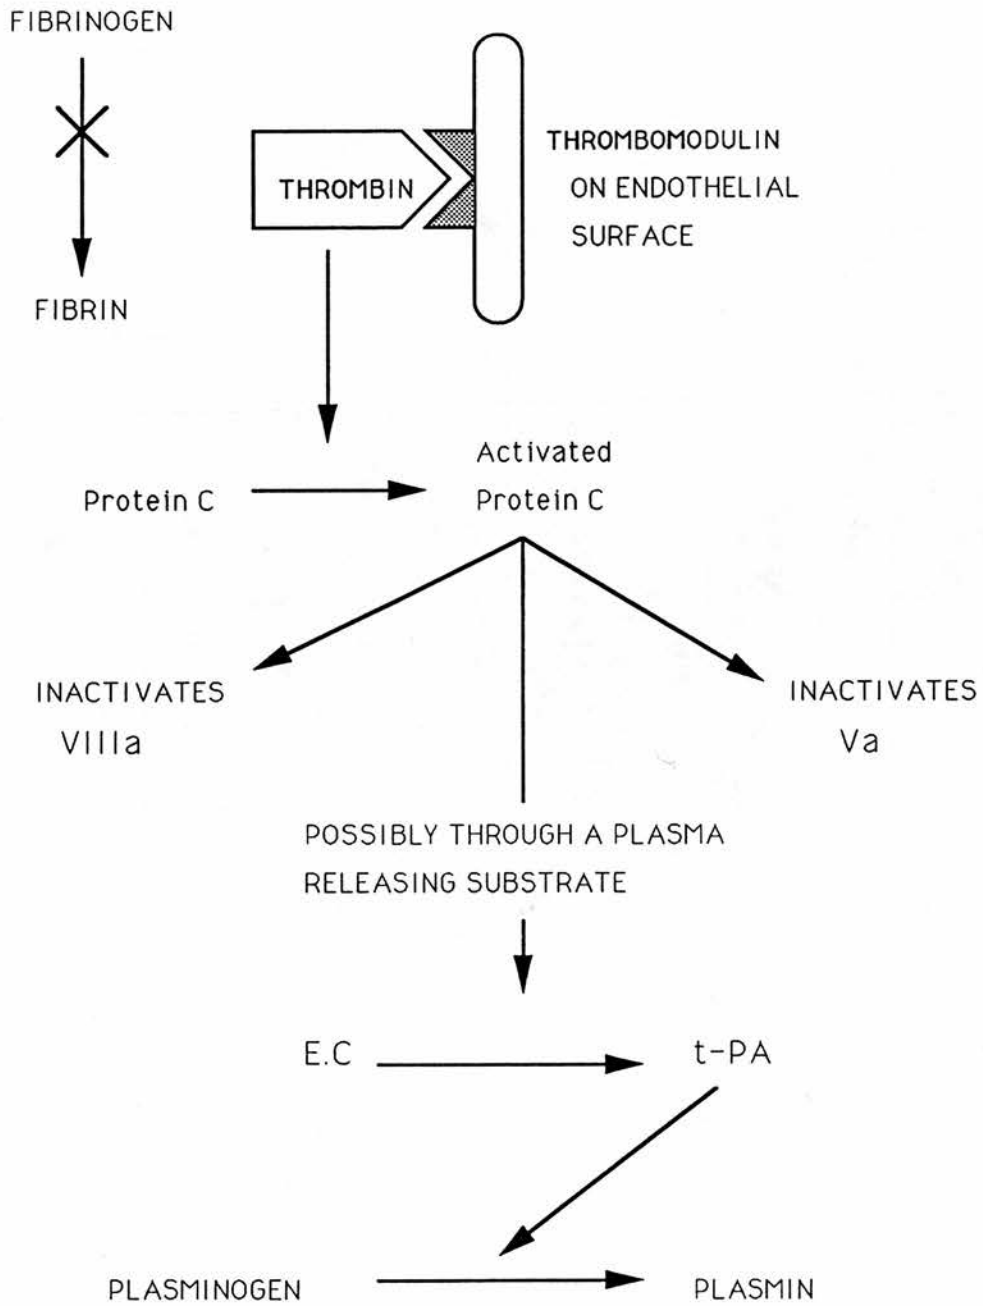 FIBRINOGEN
THROMBIN
THROMBOMODULIN
ON ENDOTHELIAL
SURFACE
FIBRIN
Protein C
Activated
Protein C
INACTIVATES
VIIIa
INACTIVATES
Va
POSSIBLY THROUGH A PLASMA
RELEASING SUBSTRATE
E.C
t-PA
PLASMINOGEN
PLASMIN